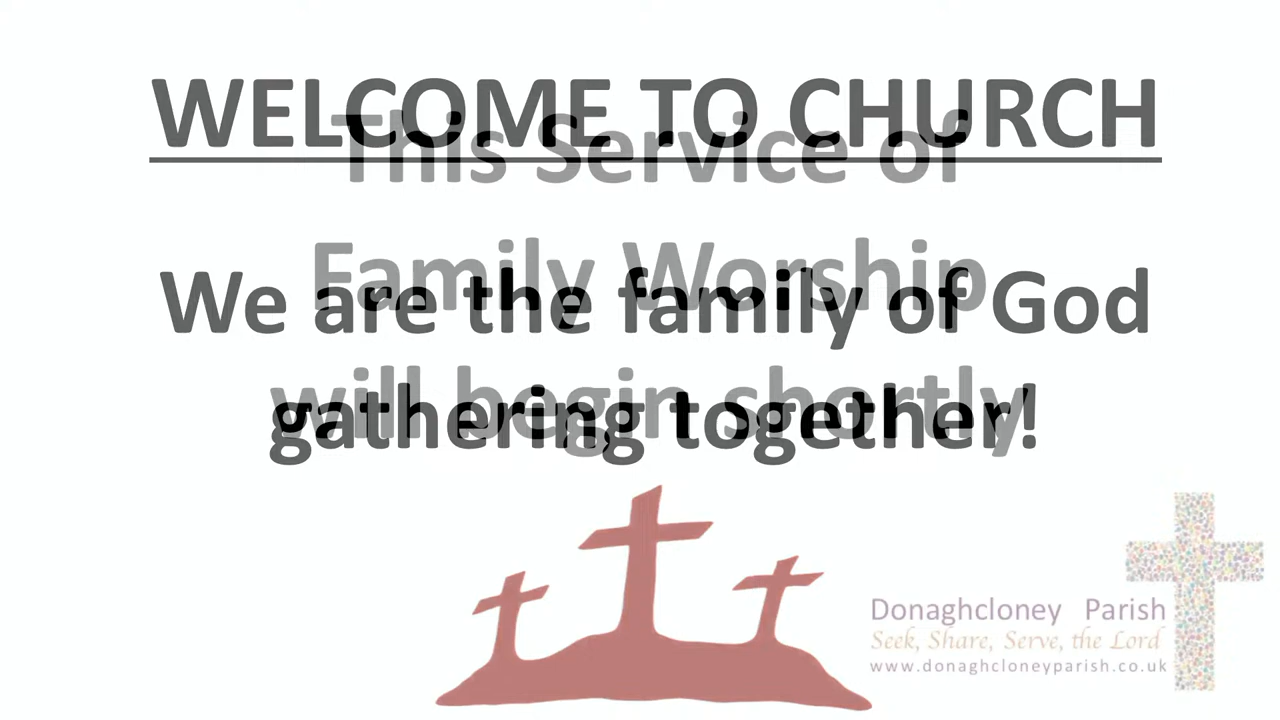 WELCOME TO CHURCH
This Service of
Family Worship
We are the family of God
will begin shortly
gathering together!
Donaghcloney Parish
Seek, Share, Serve, the Lord
www.donaghcloneyparish.co.uk